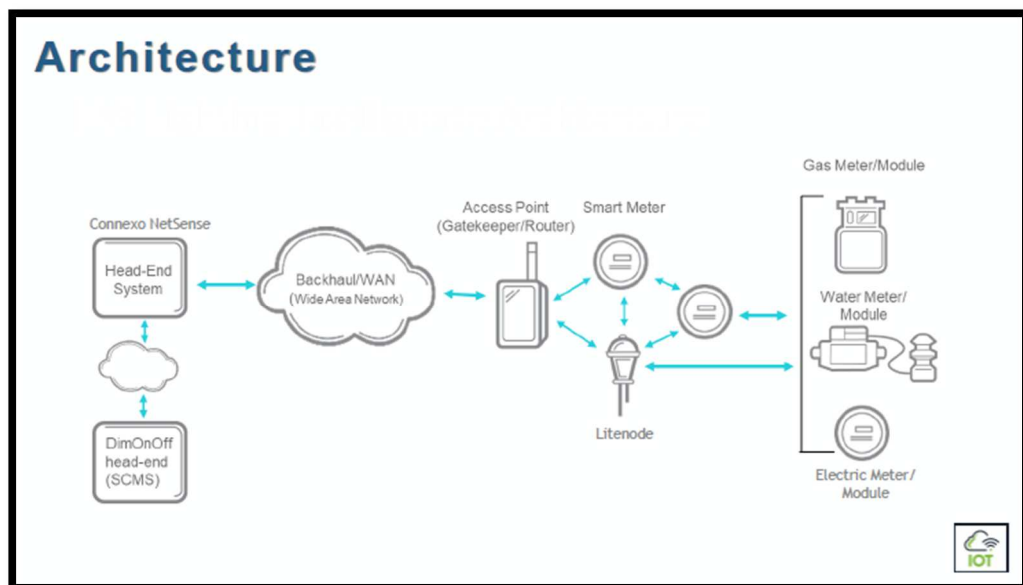 Architecture
Gas Meter/Module
Access Point
(Gatekeeper/Router)
Smart Meter
Connexo NetSense
Head-End
System
Backhaul/WAN
(Wide Area Network)
Water Meter/
Module
DimOnOff
head-end
(SCMS)
Litenode
Electric Meter/
Module
IOT